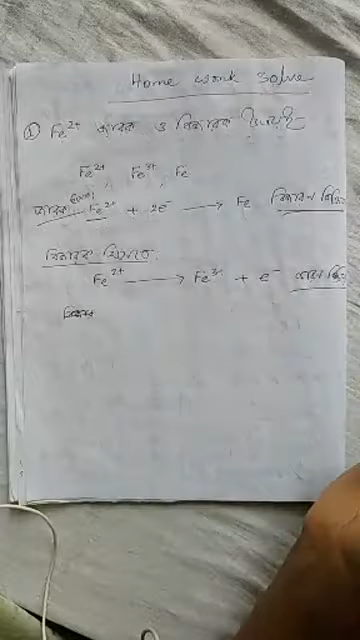 Home work solve
① Fe²⁺ জারক ও বিজারক উভয়ই-
Fe²⁺, Fe³⁺, Fe
জারক Fe²⁺ + 2e⁻ ⟶ Fe বিজারণ
বিজারক হিসাবে:
Fe²⁺ ⟶ Fe³⁺ + e⁻ জারণ